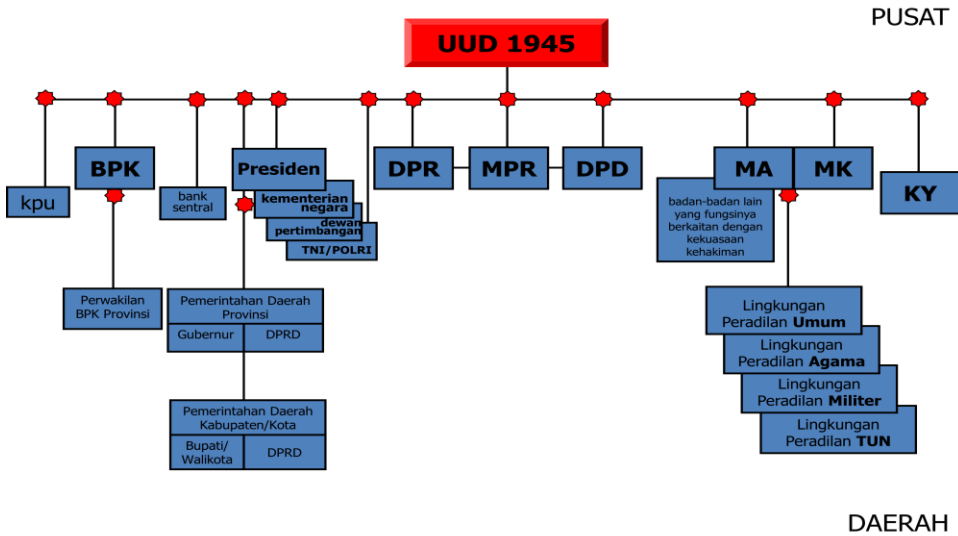 PUSAT
UUD 1945
kpu
BPK
bank
sentral
Presiden
kementerian
negara
dewan
pertimbangan
TNI/POLRI
DPR
MPR
DPD
MA
MK
KY
badan-badan lain
yang fungsinya
berkaitan dengan
kekuasaan
kehakiman
Perwakilan
BPK Provinsi
Pemerintahan Daerah
Provinsi
Gubernur
DPRD
Pemerintahan Daerah
Kabupaten/Kota
Bupati/
Walikota
DPRD
Lingkungan
Peradilan Umum
Lingkungan
Peradilan Agama
Lingkungan
Peradilan Militer
Lingkungan
Peradilan TUN
DAERAH